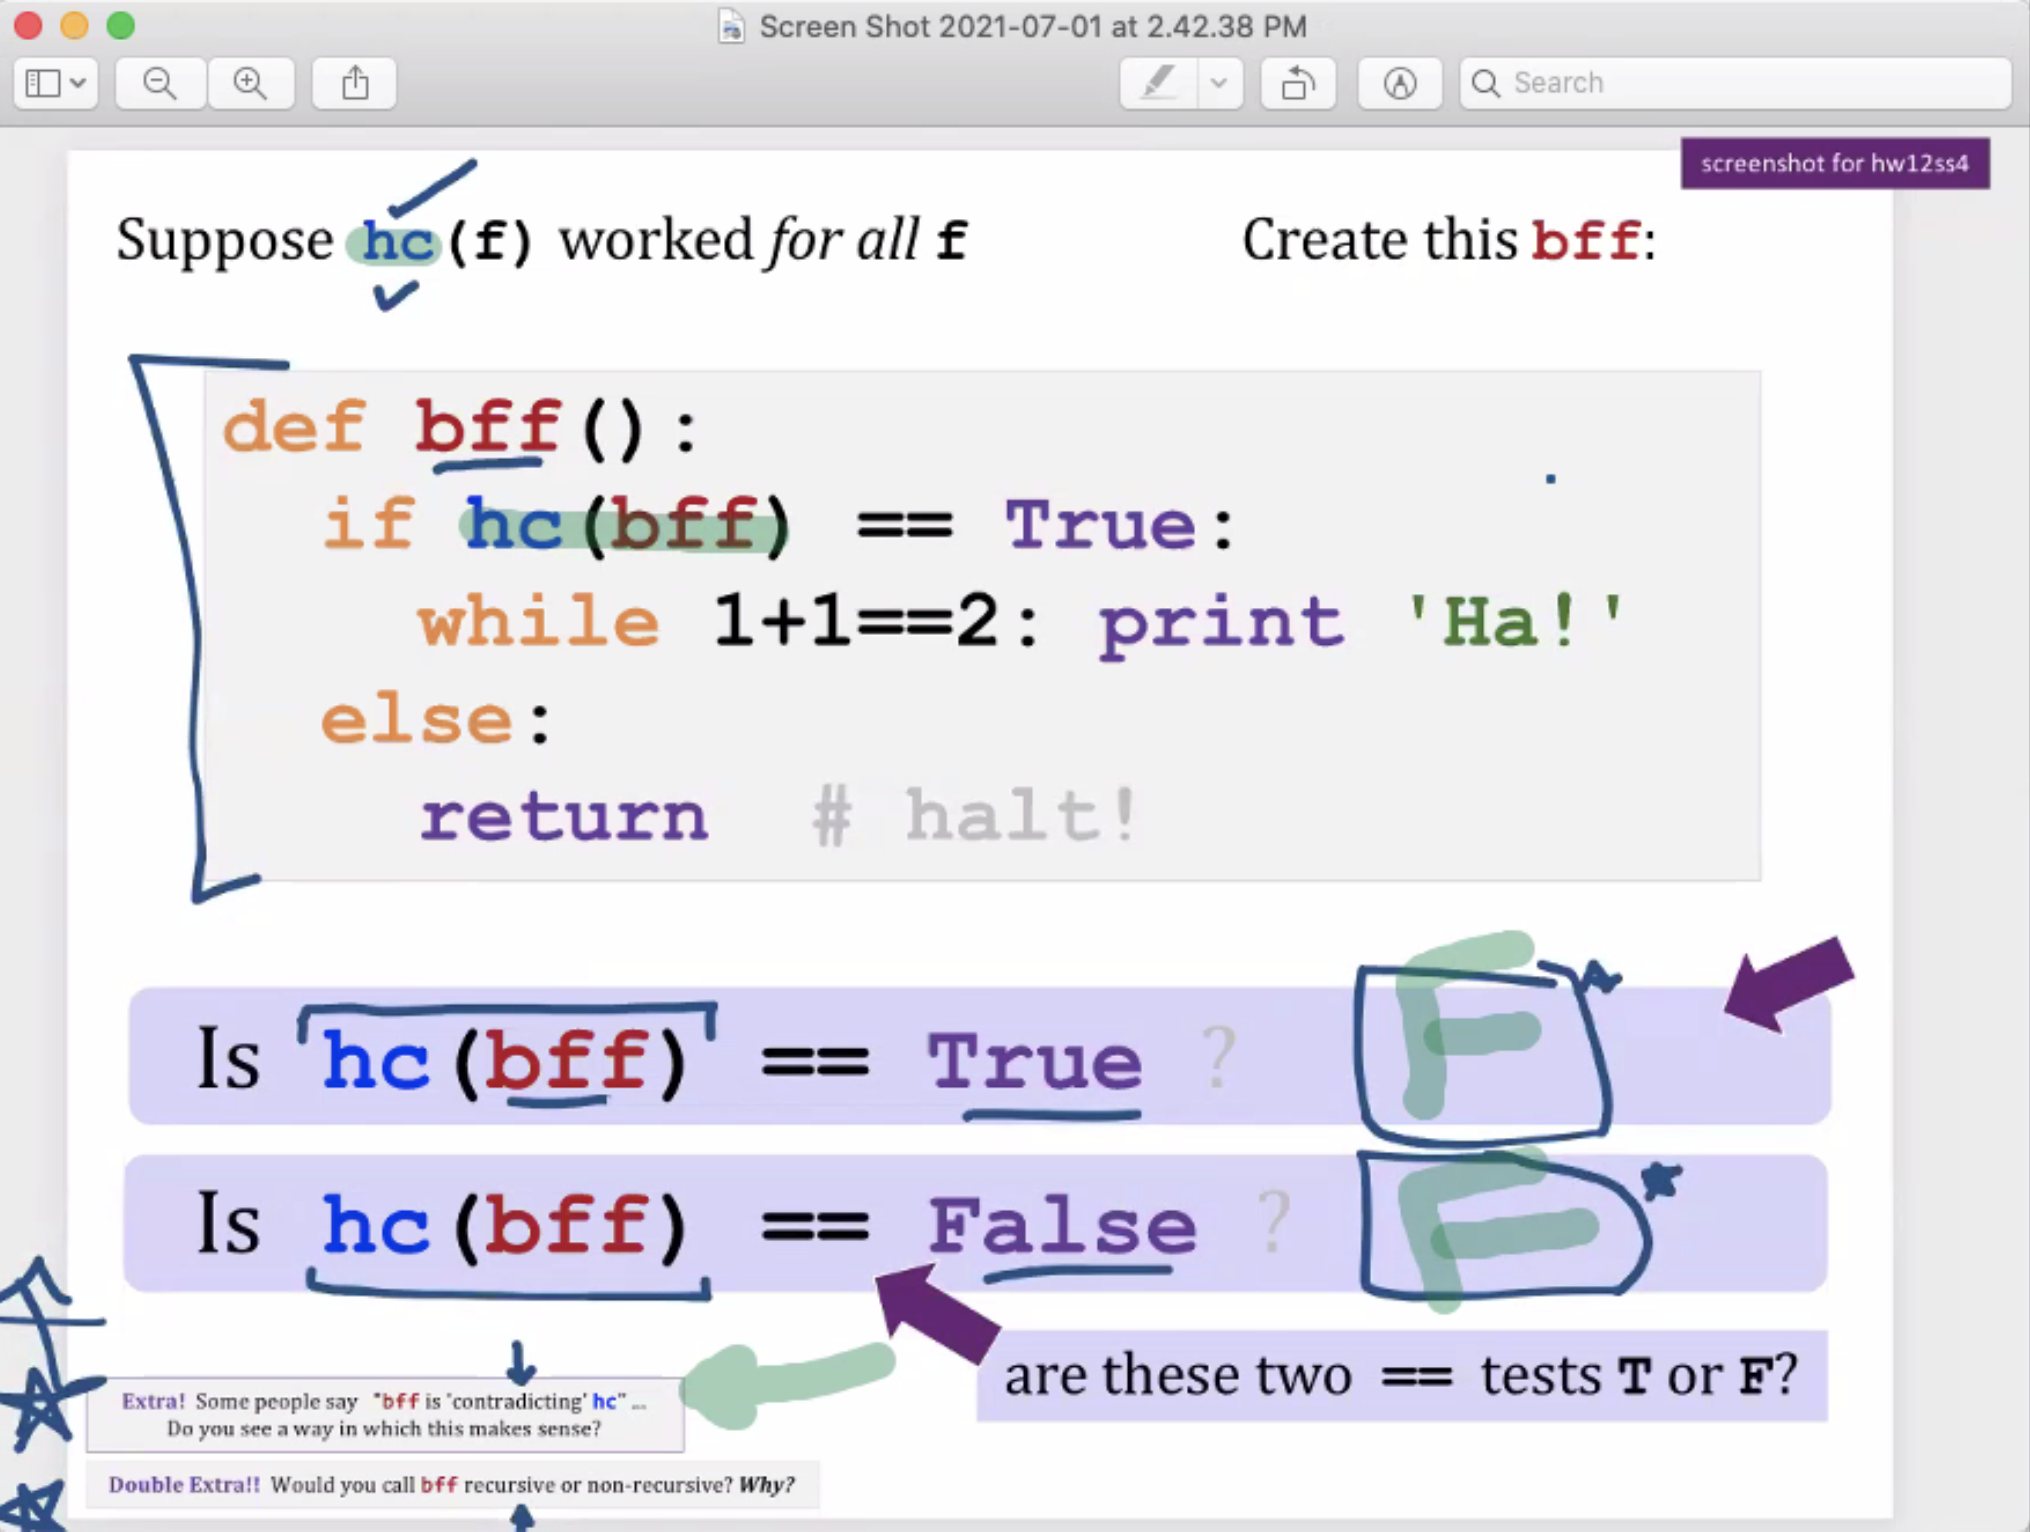 Screen Shot 2021-07-01 at 2.42.38 PM
Search
screenshot for hw12ss4
Suppose hc(f) worked for all f
Create this bff:
def bff():
if hc(bff) == True:
while 1+1==2: print 'Ha!'
else:
return # halt!
Is hc(bff) == True ? F
Is hc(bff) == False ? F
are these two == tests T or F?
Extra! Some people say "bff is 'contradicting' hc" ...
Do you see a way in which this makes sense?
Double Extra!! Would you call bff recursive or non-recursive? Why?